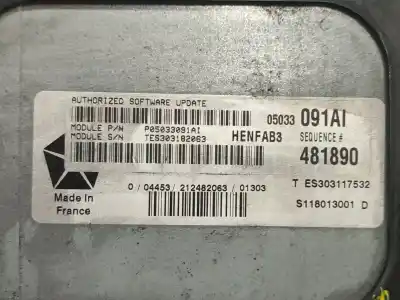 AUTHORIZED SOFTWARE UPDATE
05033 091AI
MODULE P/N P05033091AI
MODULE S/N TES303182063
HENFAB3 SEQUENCE #
481890
Made in
France
0 / 04453 / 212482063 / 01303
T ES303117532
S118013001 D